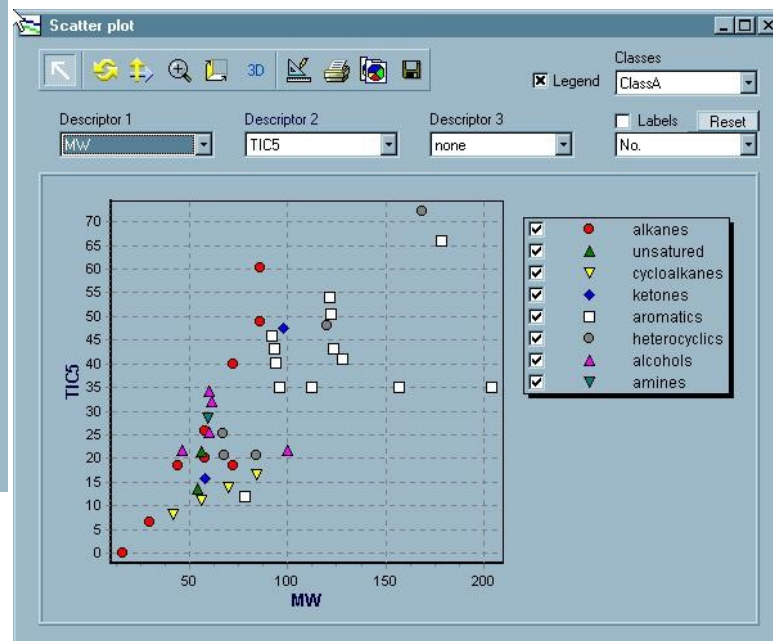 Scatter plot
3D
Legend
Classes
ClassA
Descriptor 1
Descriptor 2
Descriptor 3
Labels
Reset
MW
TIC5
none
No.
70
65
60
55
50
45
40
35
30
25
20
15
10
5
0
TIC5
50
100
150
200
MW
alkanes
unsatured
cycloalkanes
ketones
aromatics
heterocyclics
alcohols
amines